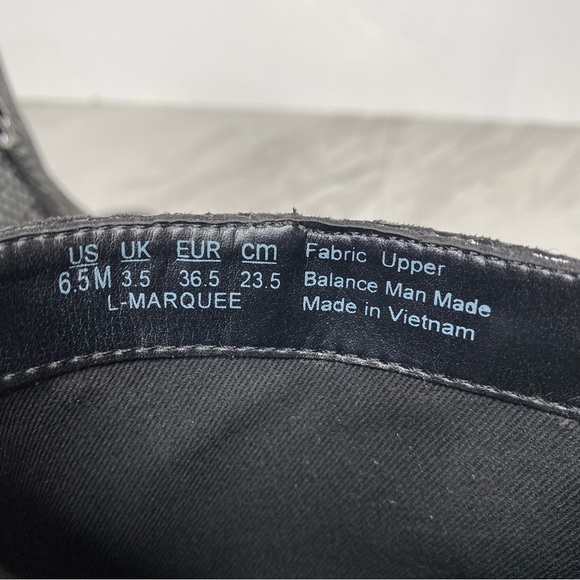 US UK EUR cm
6.5M 3.5 36.5 23.5
L-MARQUEE
Fabric Upper
Balance Man Made
Made in Vietnam